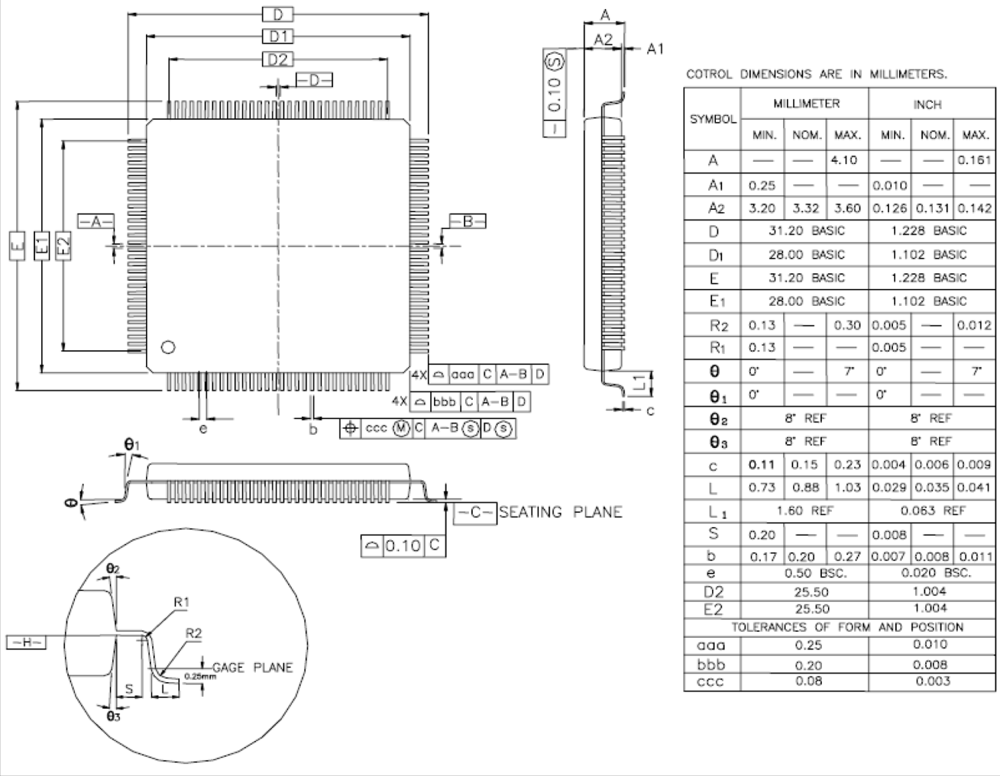 D
D1
D2
-D-
E
E1
E2
-A-
-B-
4X ⌓ aaa C A-B D
4X ⌓ bbb C A-B D
e
b
⌖ ccc Ⓜ C A-B Ⓢ D Ⓢ
A
A2
A1
0.10 Ⓢ
L1
c
θ1
θ
-C- SEATING PLANE
⌓ 0.10 C
θ2
R1
R2
-H-
GAGE PLANE
0.25mm
S
L
θ3
COTROL DIMENSIONS ARE IN MILLIMETERS.
SYMBOL MILLIMETER INCH
MIN. NOM. MAX. MIN. NOM. MAX.
A — — 4.10 — — 0.161
A1 0.25 — — 0.010 — —
A2 3.20 3.32 3.60 0.126 0.131 0.142
D 31.20 BASIC 1.228 BASIC
D1 28.00 BASIC 1.102 BASIC
E 31.20 BASIC 1.228 BASIC
E1 28.00 BASIC 1.102 BASIC
R2 0.13 — 0.30 0.005 — 0.012
R1 0.13 — — 0.005 — —
θ 0° — 7° 0° — 7°
θ1 0° — — 0° — —
θ2 8° REF 8° REF
θ3 8° REF 8° REF
c 0.11 0.15 0.23 0.004 0.006 0.009
L 0.73 0.88 1.03 0.029 0.035 0.041
L1 1.60 REF 0.063 REF
S 0.20 — — 0.008 — —
b 0.17 0.20 0.27 0.007 0.008 0.011
e 0.50 BSC. 0.020 BSC.
D2 25.50 1.004
E2 25.50 1.004
TOLERANCES OF FORM AND POSITION
aaa 0.25 0.010
bbb 0.20 0.008
ccc 0.08 0.003